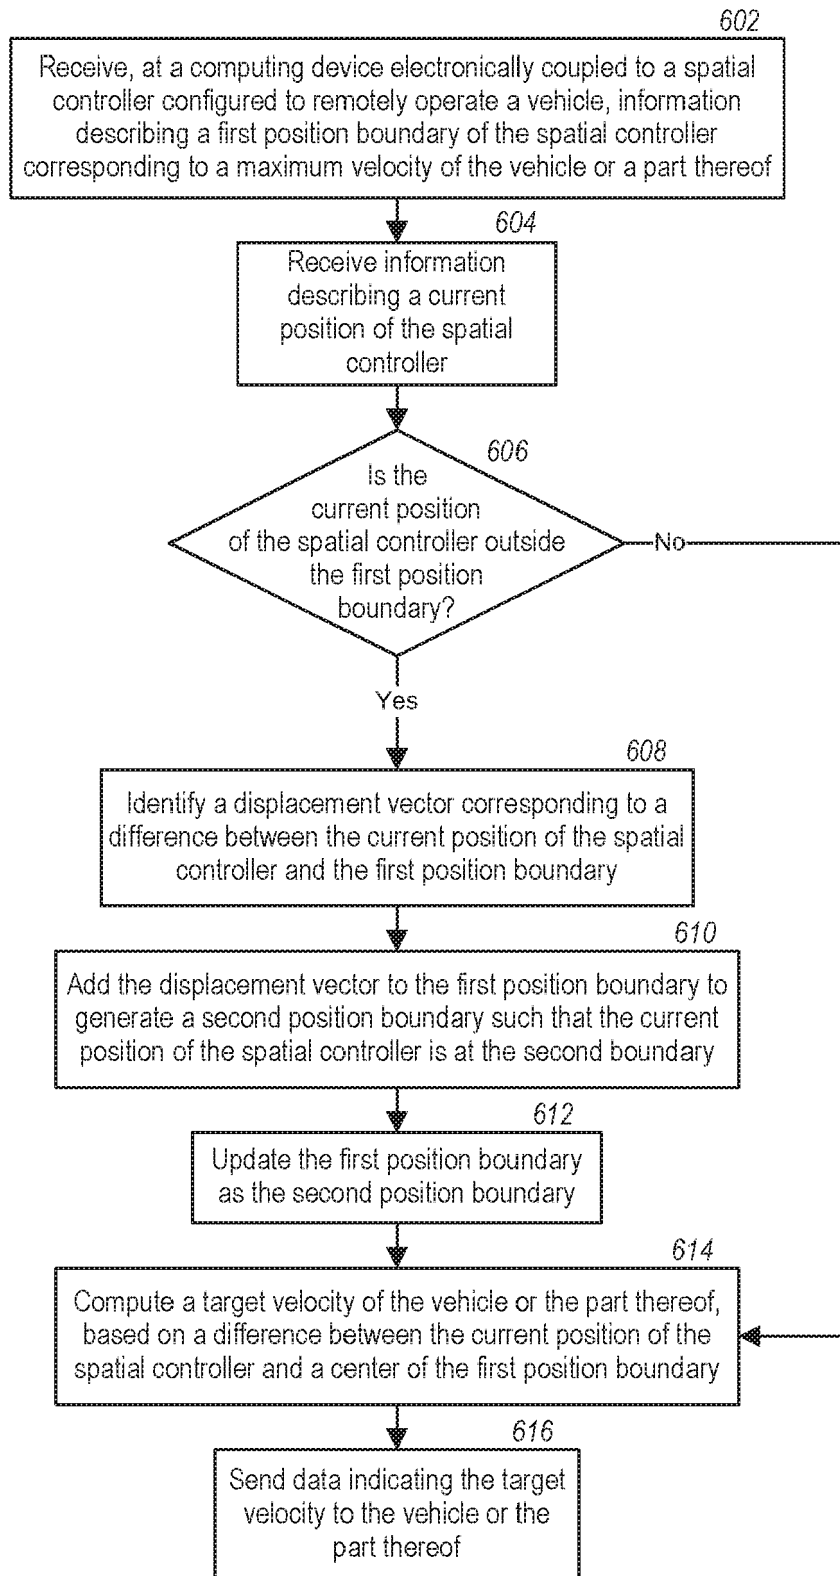 602
Receive, at a computing device electronically coupled to a spatial
controller configured to remotely operate a vehicle, information
describing a first position boundary of the spatial controller
corresponding to a maximum velocity of the vehicle or a part thereof
604
Receive information
describing a current
position of the spatial
controller
606
Is the
current position
of the spatial controller outside
the first position
boundary?
No
Yes
608
Identify a displacement vector corresponding to a
difference between the current position of the spatial
controller and the first position boundary
610
Add the displacement vector to the first position boundary to
generate a second position boundary such that the current
position of the spatial controller is at the second boundary
612
Update the first position boundary
as the second position boundary
614
Compute a target velocity of the vehicle or the part thereof,
based on a difference between the current position of the
spatial controller and a center of the first position boundary
616
Send data indicating the target
velocity to the vehicle or the
part thereof